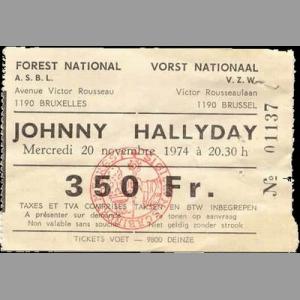 FOREST NATIONAL VORST NATIONAAL
A.S.B.L. V.Z.W.
Avenue Victor Rousseau Victor Rousseaulaan
1190 BRUXELLES 1190 BRUSSEL
JOHNNY HALLYDAY
Mercredi 20 novembre 1974 à 20.30 h
350 Fr.
TAXES ET TVA COMPRISES TAKSEN EN BTW INBEGREPEN
A présenter sur demande tonen op aanvraag
Non valable sans souche Niet geldig zonder strook
TICKETS VOET — 9800 DEINZE
Nº 01137